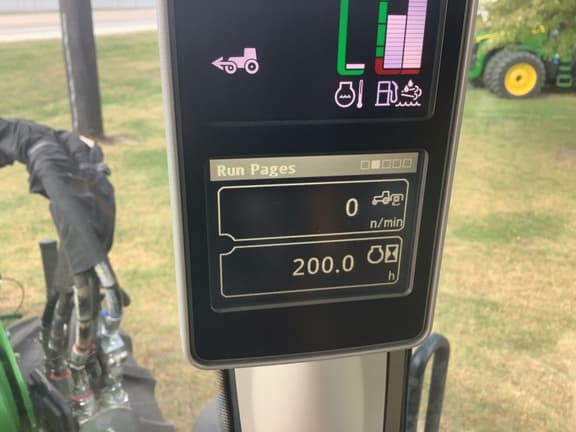 Run Pages
0
n/min
200.0
h